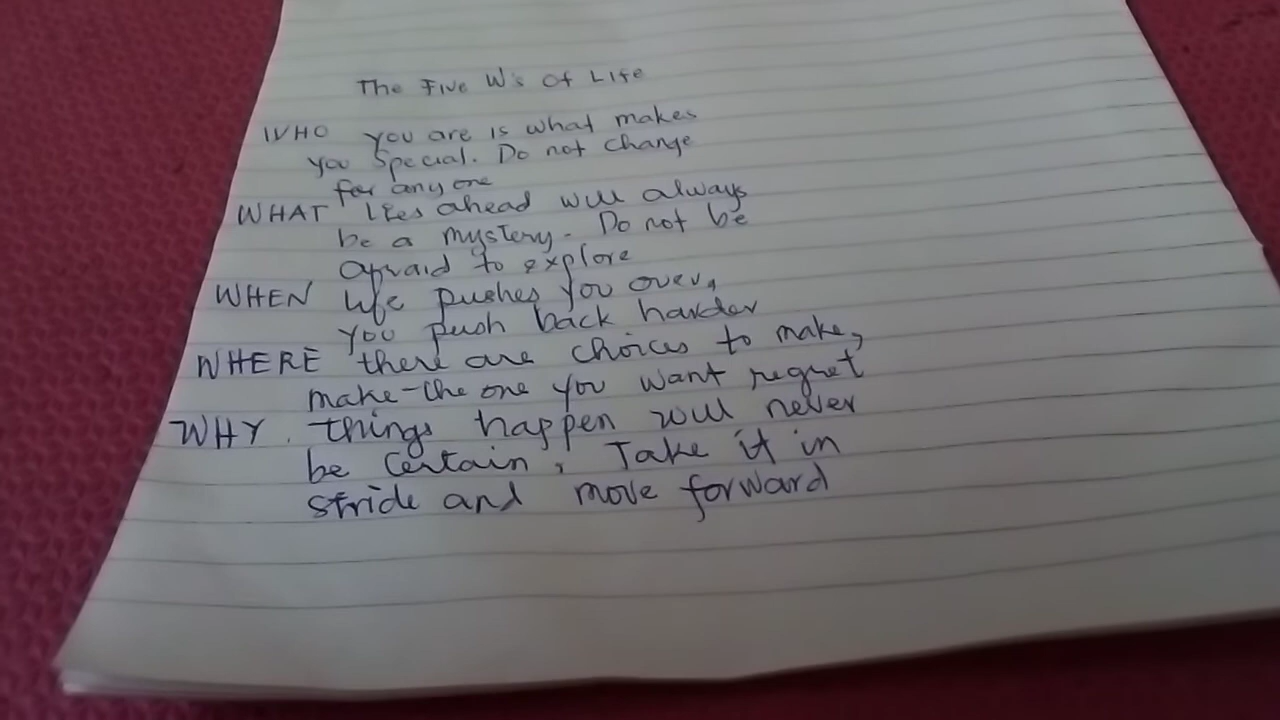 The Five W's of Life
WHO you are is what makes
you special. Do not change
for anyone
WHAT lies ahead will always
be a mystery. Do not be
afraid to explore
WHEN life pushes you over,
you push back harder
WHERE there are choices to make,
make the one you want regret
WHY. things happen will never
be certain, Take it in
stride and move forward